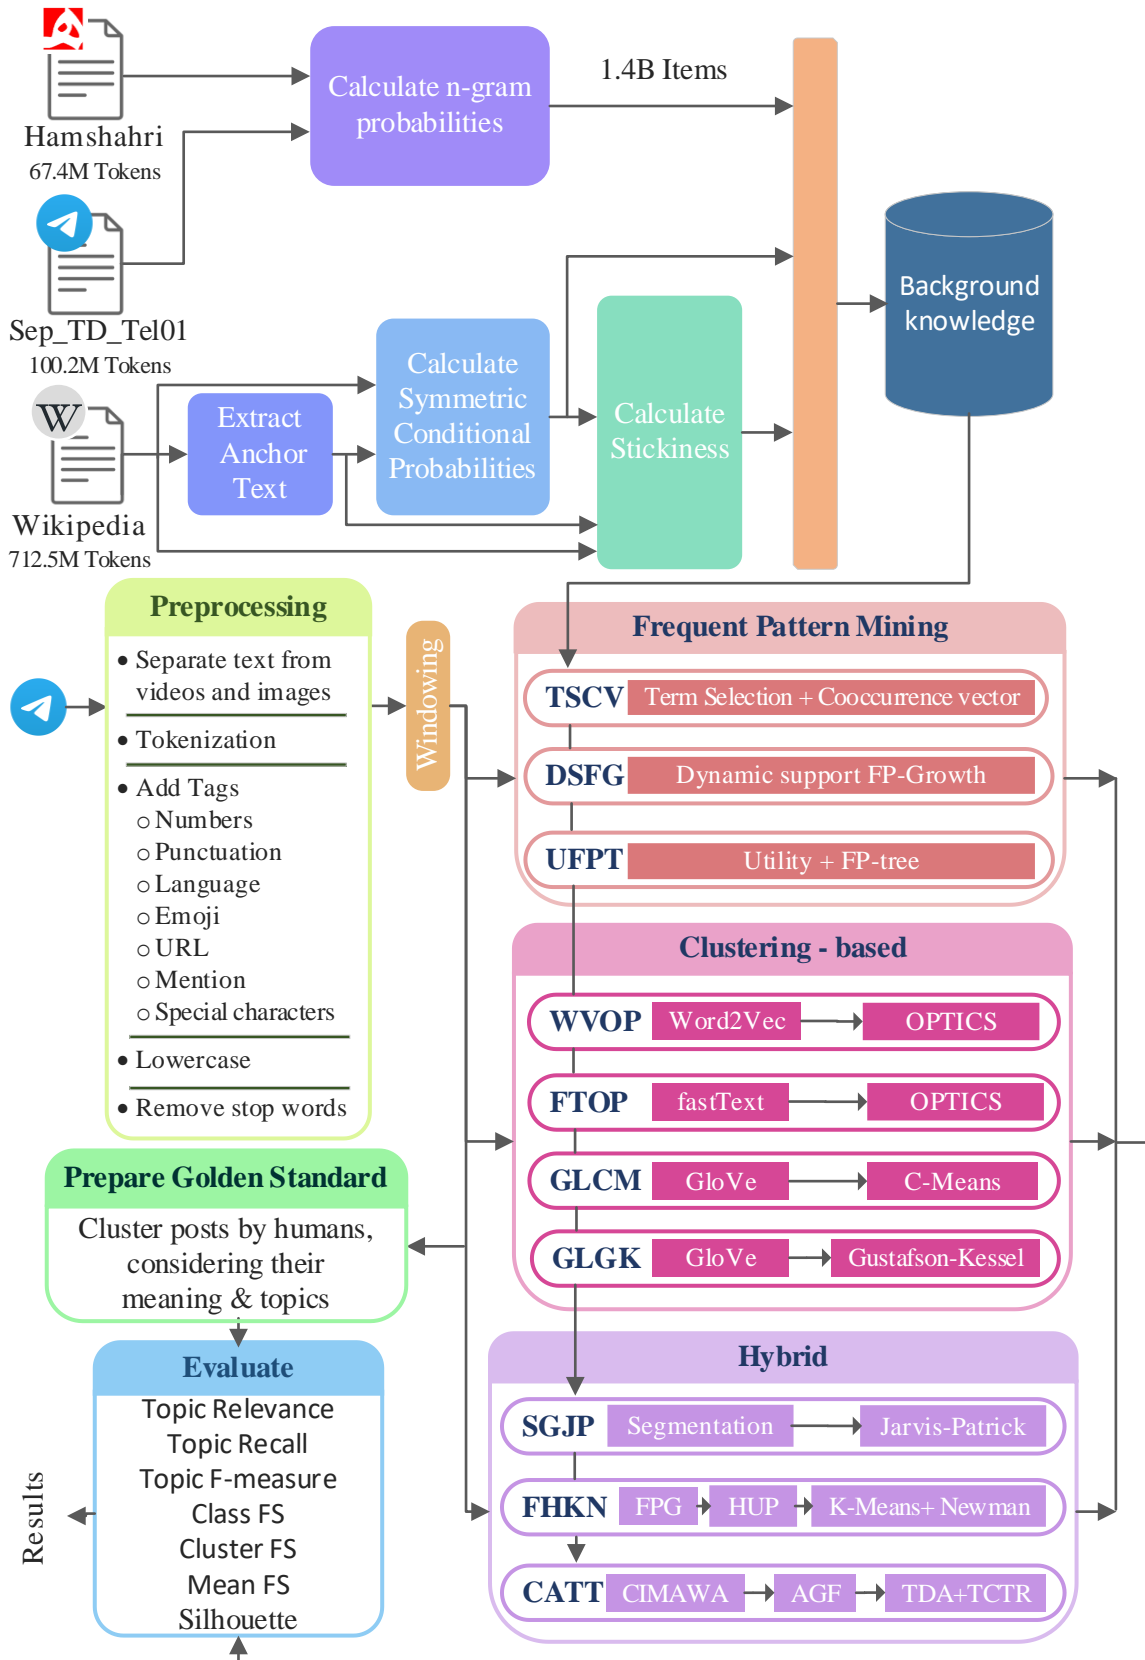 Hamshahri
67.4M Tokens
Calculate n-gram
probabilities
1.4B Items
Sep_TD_Tel01
100.2M Tokens
W
Wikipedia
712.5M Tokens
Extract
Anchor
Text
Calculate
Symmetric
Conditional
Probabilities
Calculate
Stickiness
Background
knowledge
Preprocessing
• Separate text from
videos and images
• Tokenization
• Add Tags
o Numbers
o Punctuation
o Language
o Emoji
o URL
o Mention
o Special characters
• Lowercase
• Remove stop words
Windowing
Frequent Pattern Mining
TSCV Term Selection + Cooccurrence vector
DSFG Dynamic support FP-Growth
UFPT Utility + FP-tree
Clustering - based
WVOP Word2Vec OPTICS
FTOP fastText OPTICS
GLCM GloVe C-Means
GLGK GloVe Gustafson-Kessel
Hybrid
SGJP Segmentation Jarvis-Patrick
FHKN FPG HUP K-Means+ Newman
CATT CIMAWA AGF TDA+TCTR
Prepare Golden Standard
Cluster posts by humans,
considering their
meaning & topics
Evaluate
Topic Relevance
Topic Recall
Topic F-measure
Class FS
Cluster FS
Mean FS
Silhouette
Results